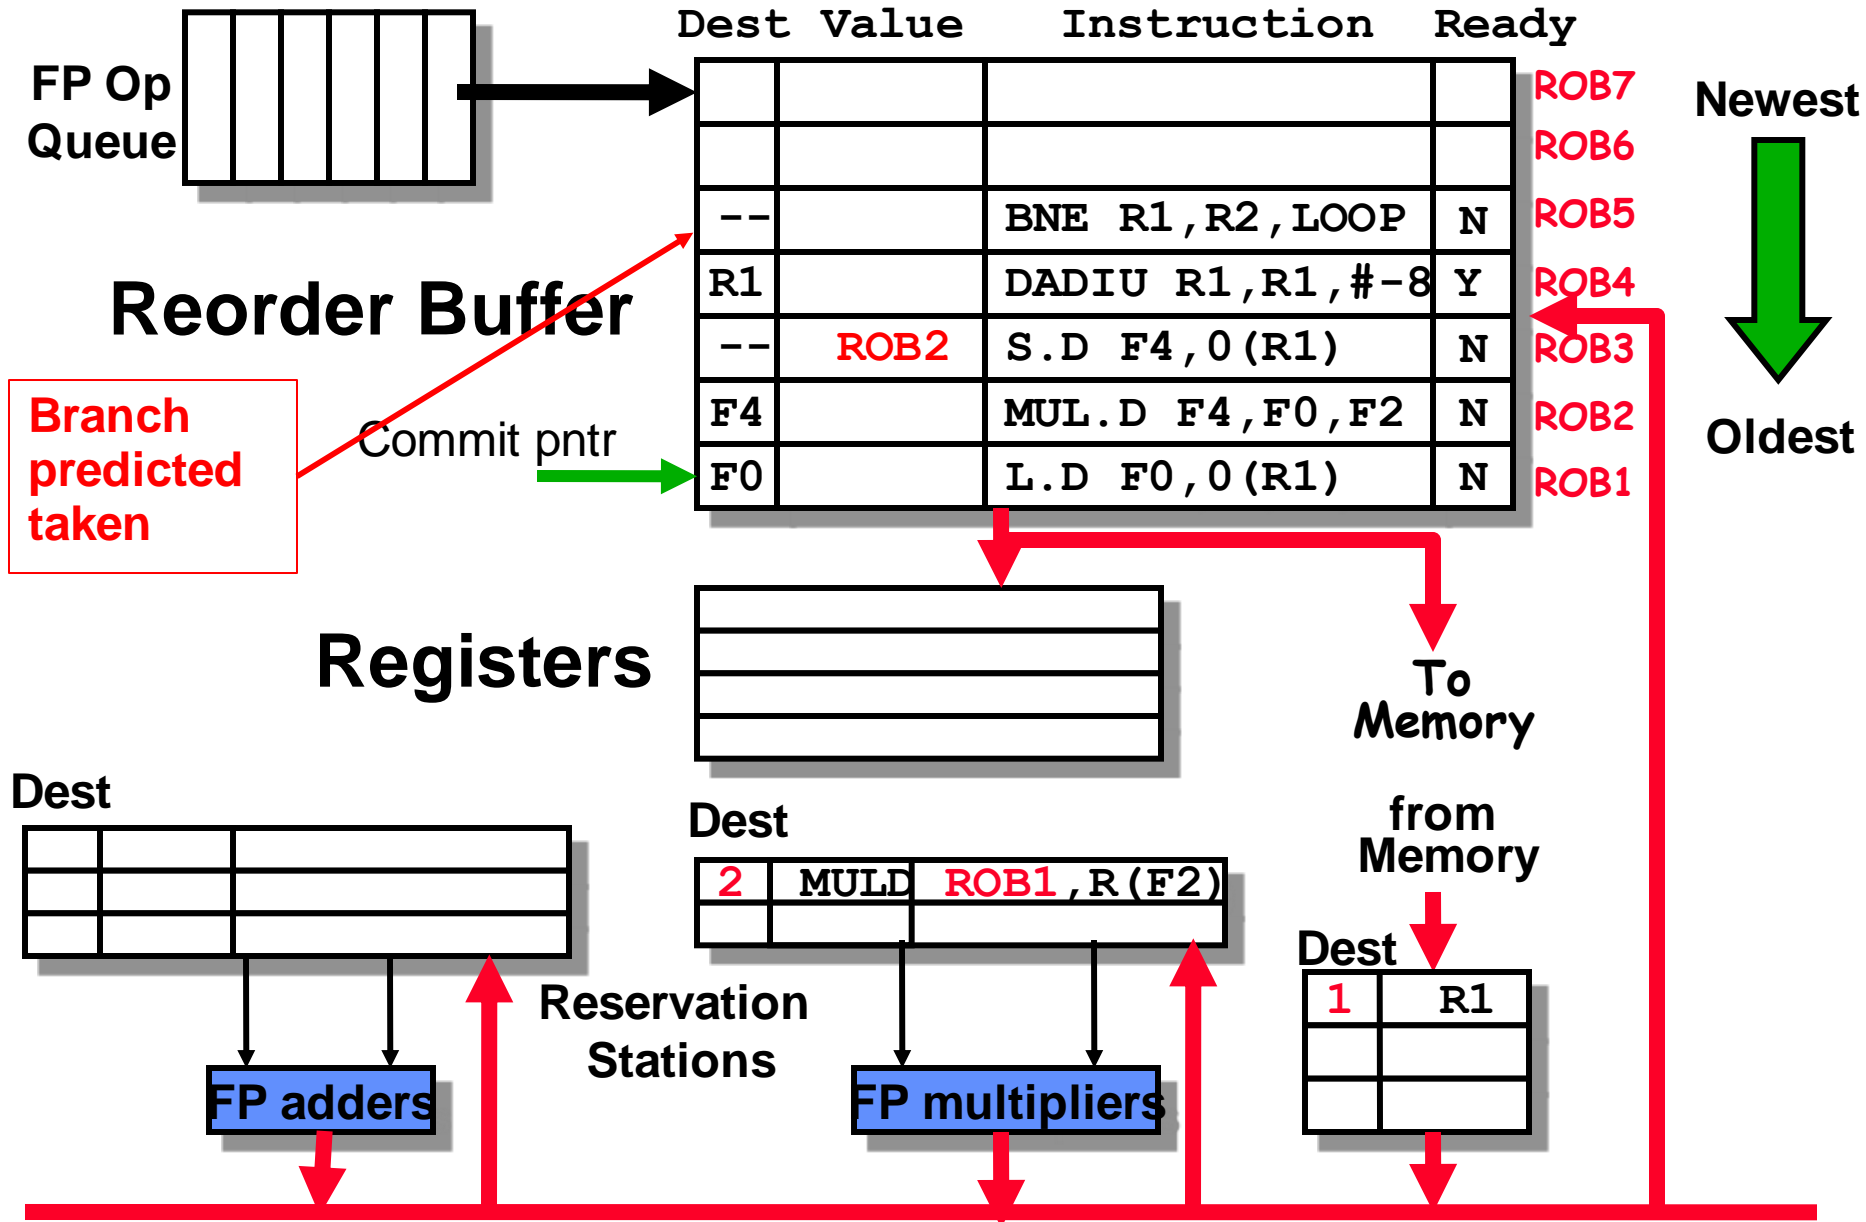 Dest Value Instruction Ready
FP Op
Queue
ROB7
Newest
ROB6
-- BNE R1,R2,LOOP N ROB5
Reorder Buffer
R1 DADIU R1,R1,#-8 Y ROB4
-- ROB2 S.D F4,0(R1) N ROB3
F4 MUL.D F4,F0,F2 N ROB2
Oldest
Branch
predicted
taken
Commit pntr
F0 L.D F0,0(R1) N ROB1
Registers
To
Memory
Dest
Dest
from
Memory
2 MULD ROB1,R(F2)
Dest
1 R1
Reservation
Stations
FP adders
FP multipliers